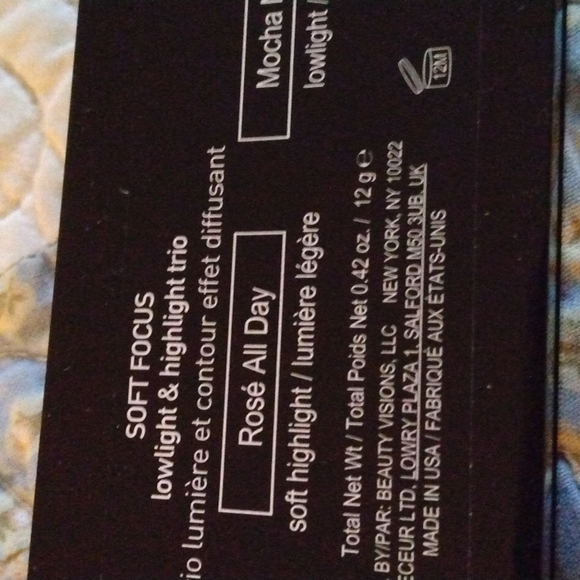 SOFT FOCUS
lowlight & highlight trio
io lumière et contour effet diffusant
Rosé All Day
soft highlight / lumière légère
Mocha
lowlight /
Total Net Wt / Total Poids Net 0.42 oz. / 12 g ℮
BY/PAR: BEAUTY VISIONS, LLC NEW YORK, NY 10022
ECEUR LTD, LOWRY PLAZA 1, SALFORD M50 3UB, UK
MADE IN USA / FABRIQUÉ AUX ÉTATS-UNIS
12M